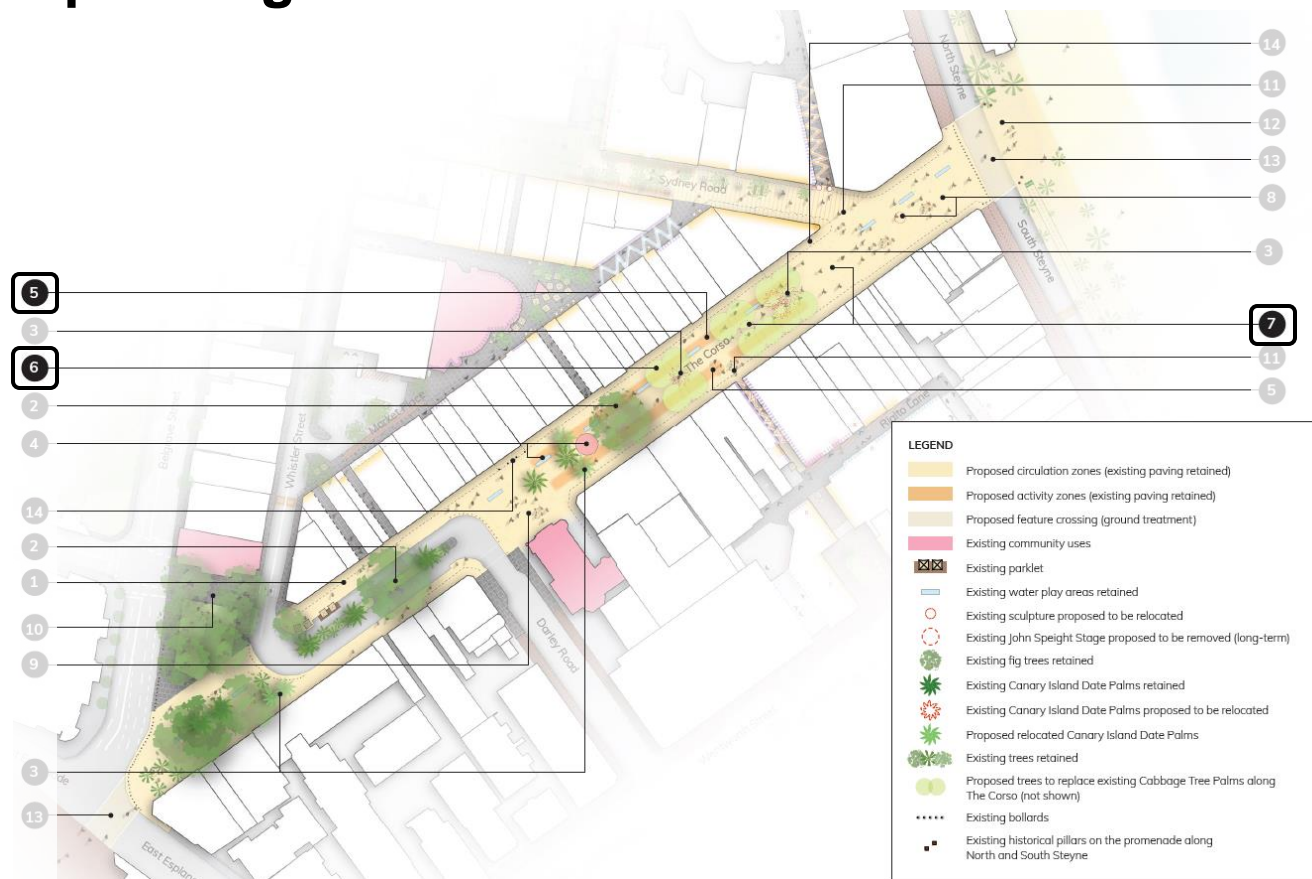 14
11
12
13
8
3
7
11
5
5
3
6
2
4
14
2
1
10
9
3
13
North Steyne
South Steyne
Sydney Road
The Corso
Rialto Lane
Market Place
Whistler Street
Belgrave Street
Darley Road
LEGEND
Proposed circulation zones (existing paving retained)
Proposed activity zones (existing paving retained)
Proposed feature crossing (ground treatment)
Existing community uses
Existing parklet
Existing water play areas retained
Existing sculpture proposed to be relocated
Existing John Speight Stage proposed to be removed (long-term)
Existing fig trees retained
Existing Canary Island Date Palms retained
Existing Canary Island Date Palms proposed to be relocated
Proposed relocated Canary Island Date Palms
Existing trees retained
Proposed trees to replace existing Cabbage Tree Palms along
The Corso (not shown)
Existing bollards
Existing historical pillars on the promenade along
North and South Steyne